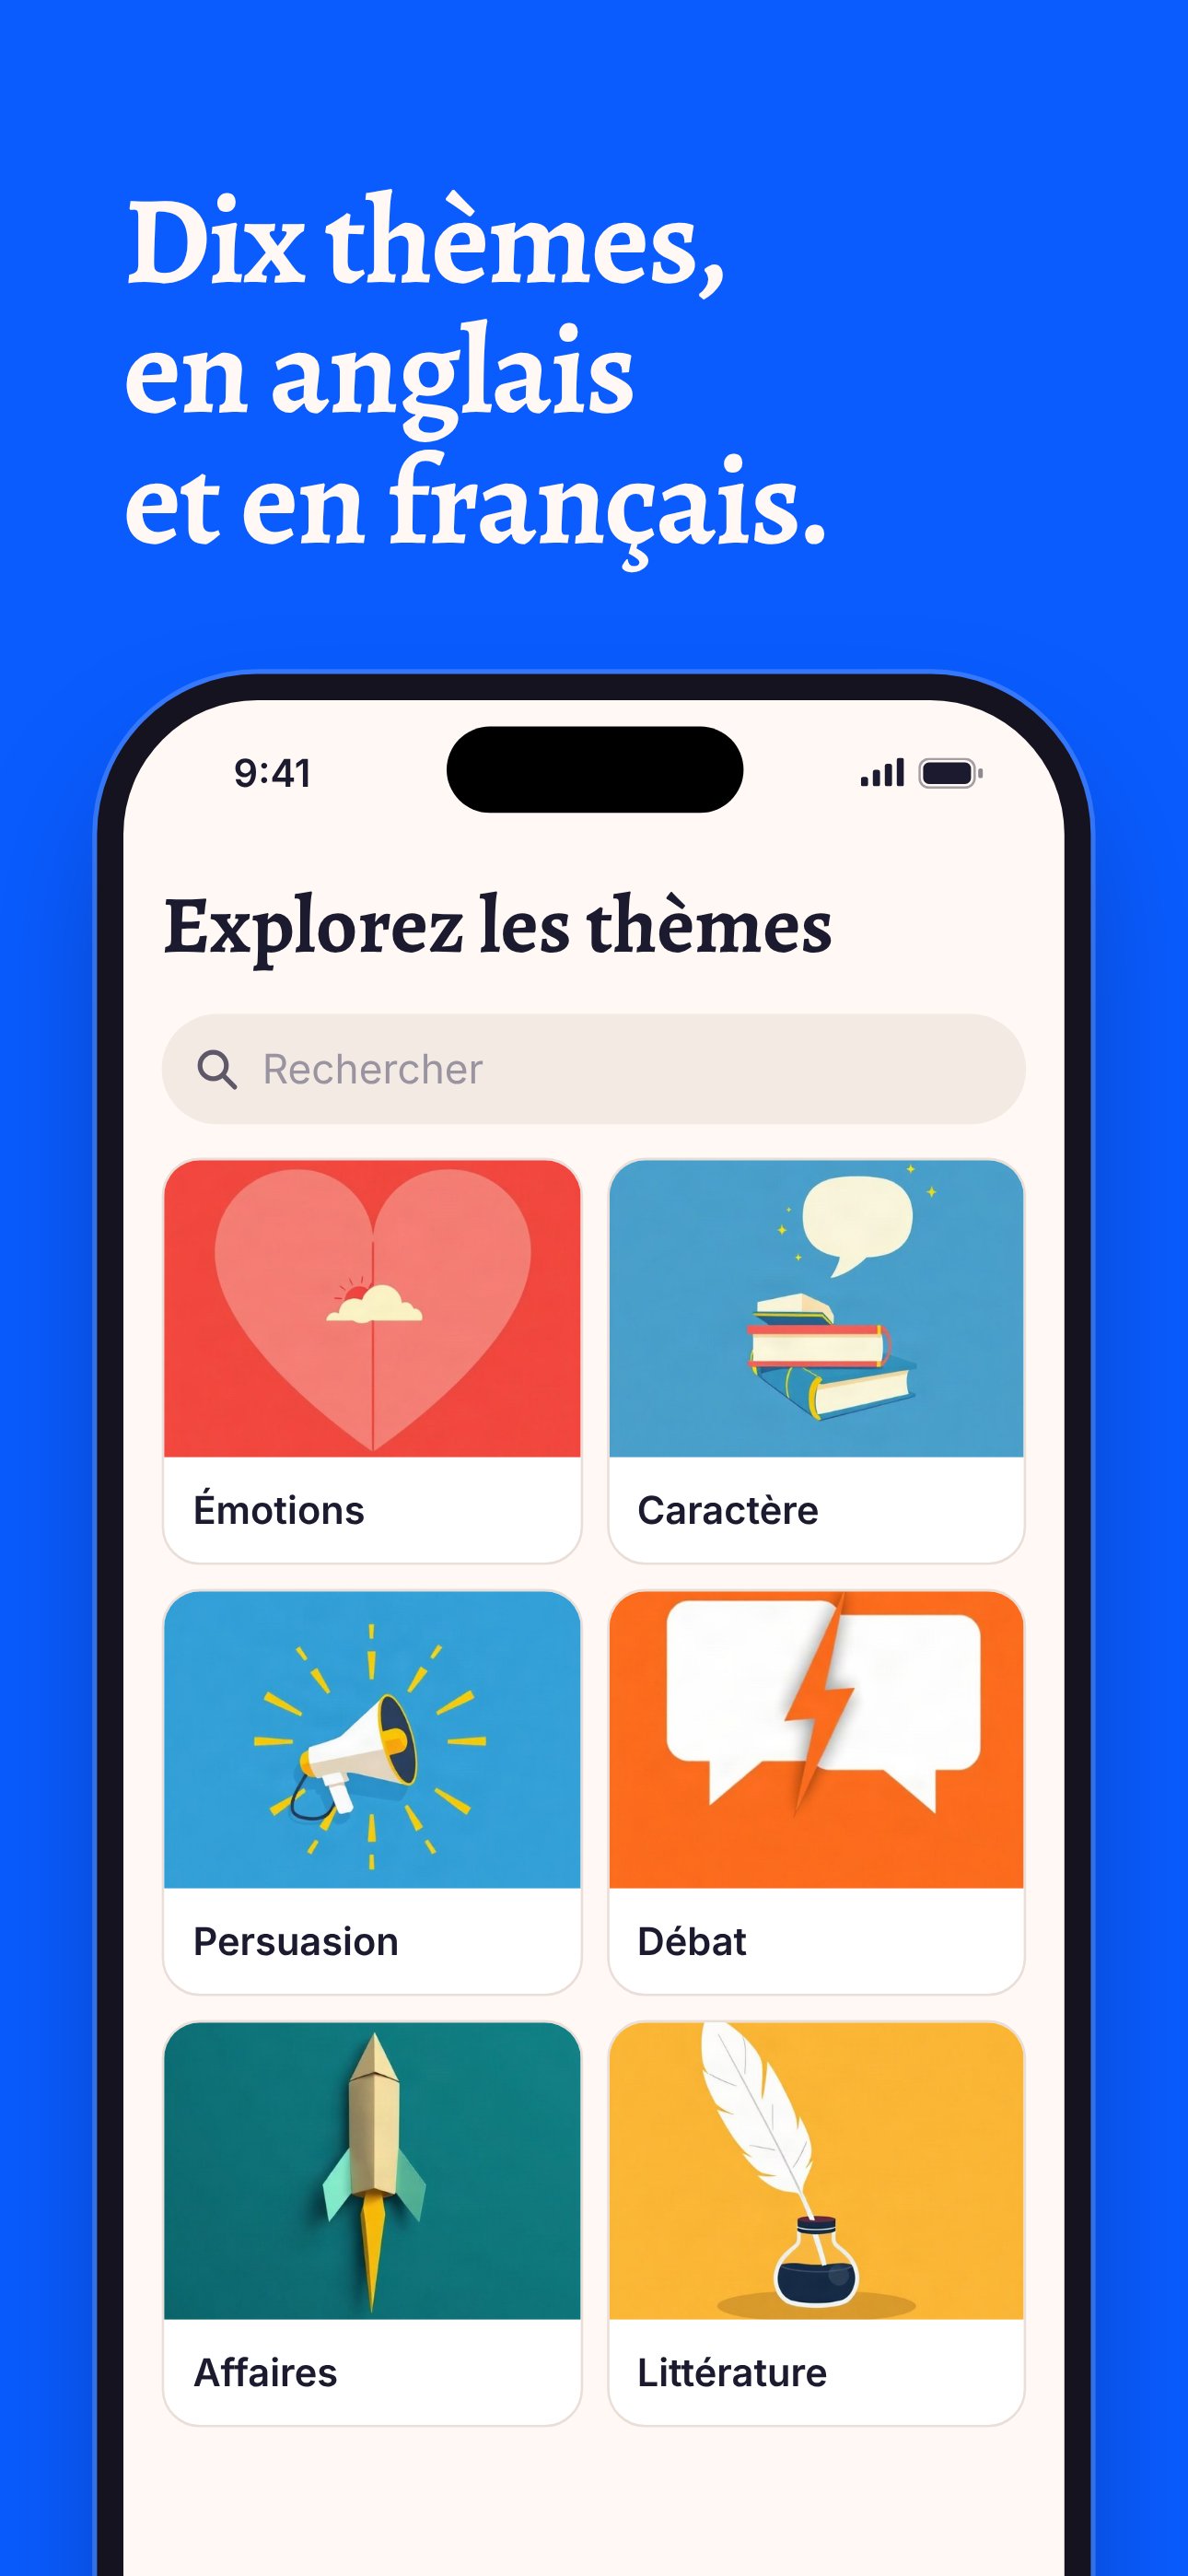 Dix thèmes,
en anglais
et en français.
9:41
Explorez les thèmes
Rechercher
Émotions
Caractère
Persuasion
Débat
Affaires
Littérature